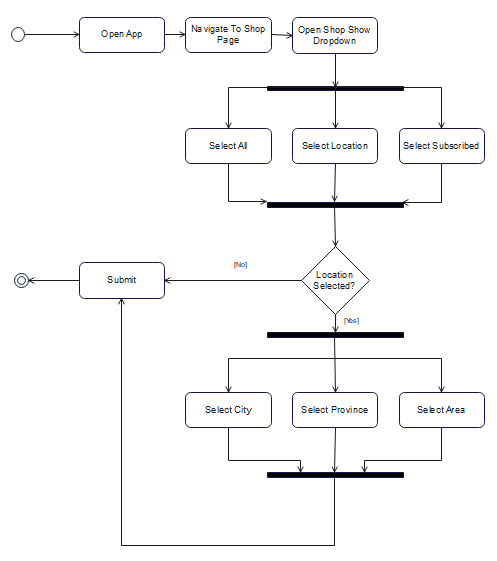 Open App
Navigate To Shop
Page
Open Shop Show
Dropdown
Select All
Select Location
Select Subscribed
Location
Selected?
[No]
Submit
[Yes]
Select City
Select Province
Select Area